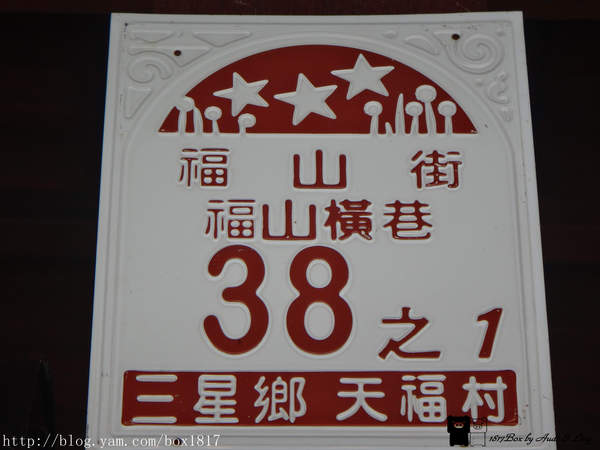 福山街
福山橫巷
38之1
三星鄉 天福村
http://blog.yam.com/box1817